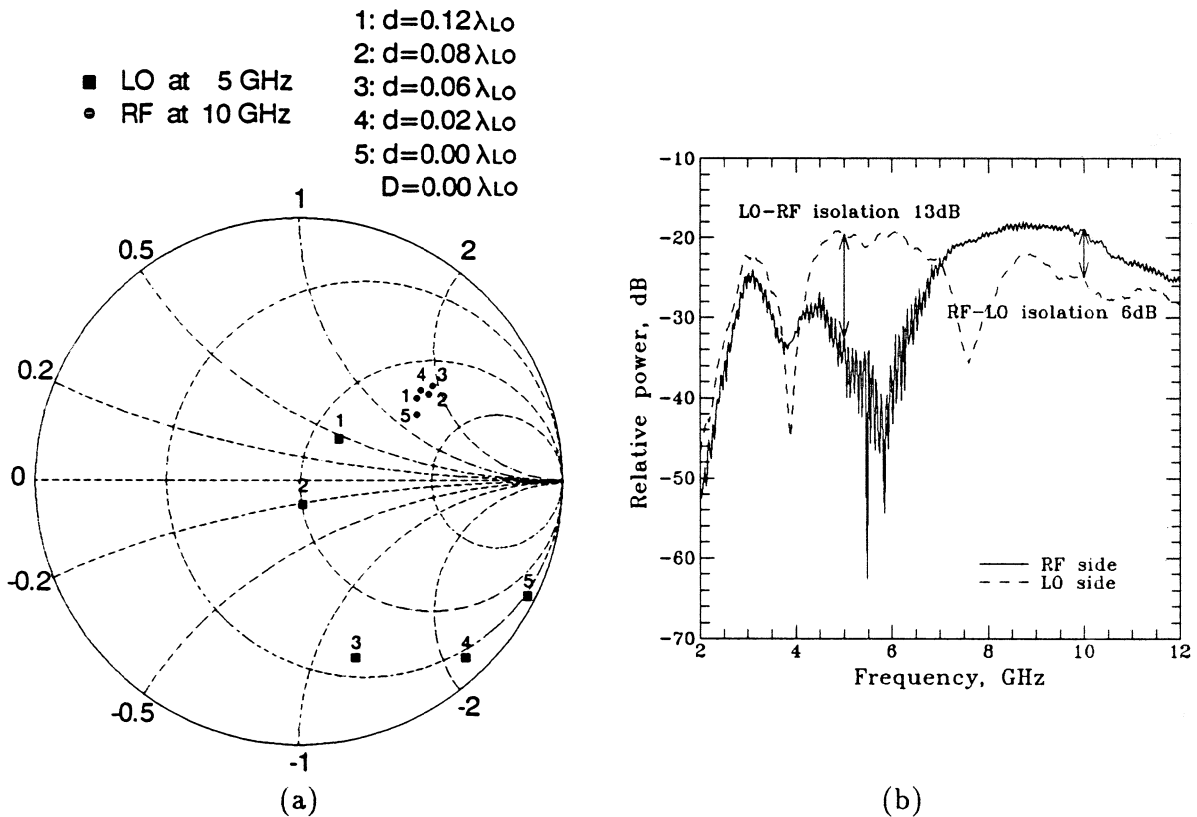 1: d=0.12λLO
2: d=0.08λLO
3: d=0.06λLO
4: d=0.02λLO
5: d=0.00λLO
D=0.00λLO
■ LO at 5 GHz
● RF at 10 GHz
1
0.5
2
0.2
0
-0.2
-0.5
-1
-2
4 3
1 2
5
1
2
3
4
5
(a)
-10
-20
-30
-40
-50
-60
-70
Relative power, dB
LO-RF isolation 13dB
RF-LO isolation 6dB
RF side
LO side
2 4 6 8 10 12
Frequency, GHz
(b)